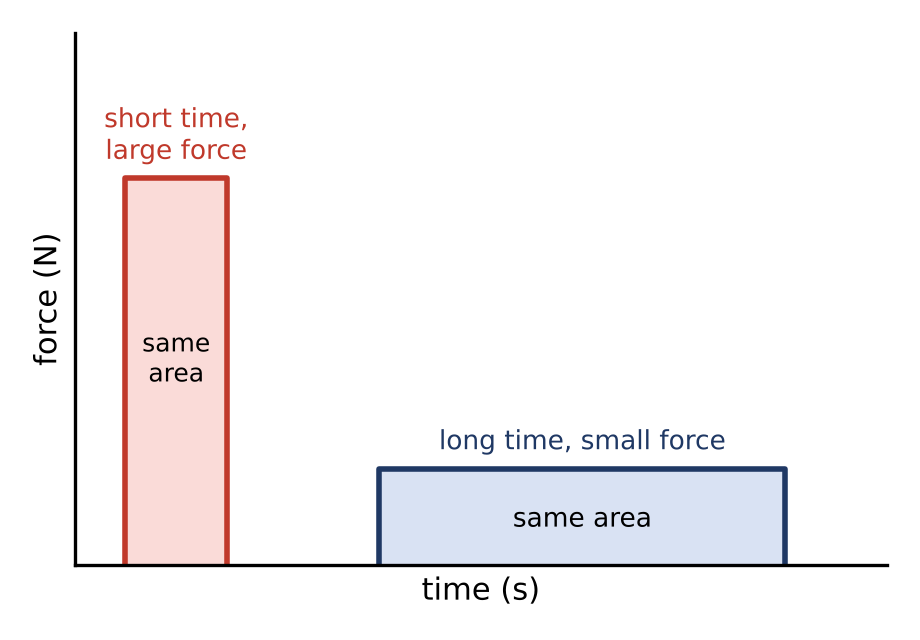 short time,
large force
force (N)
same
area
long time, small force
same area
time (s)